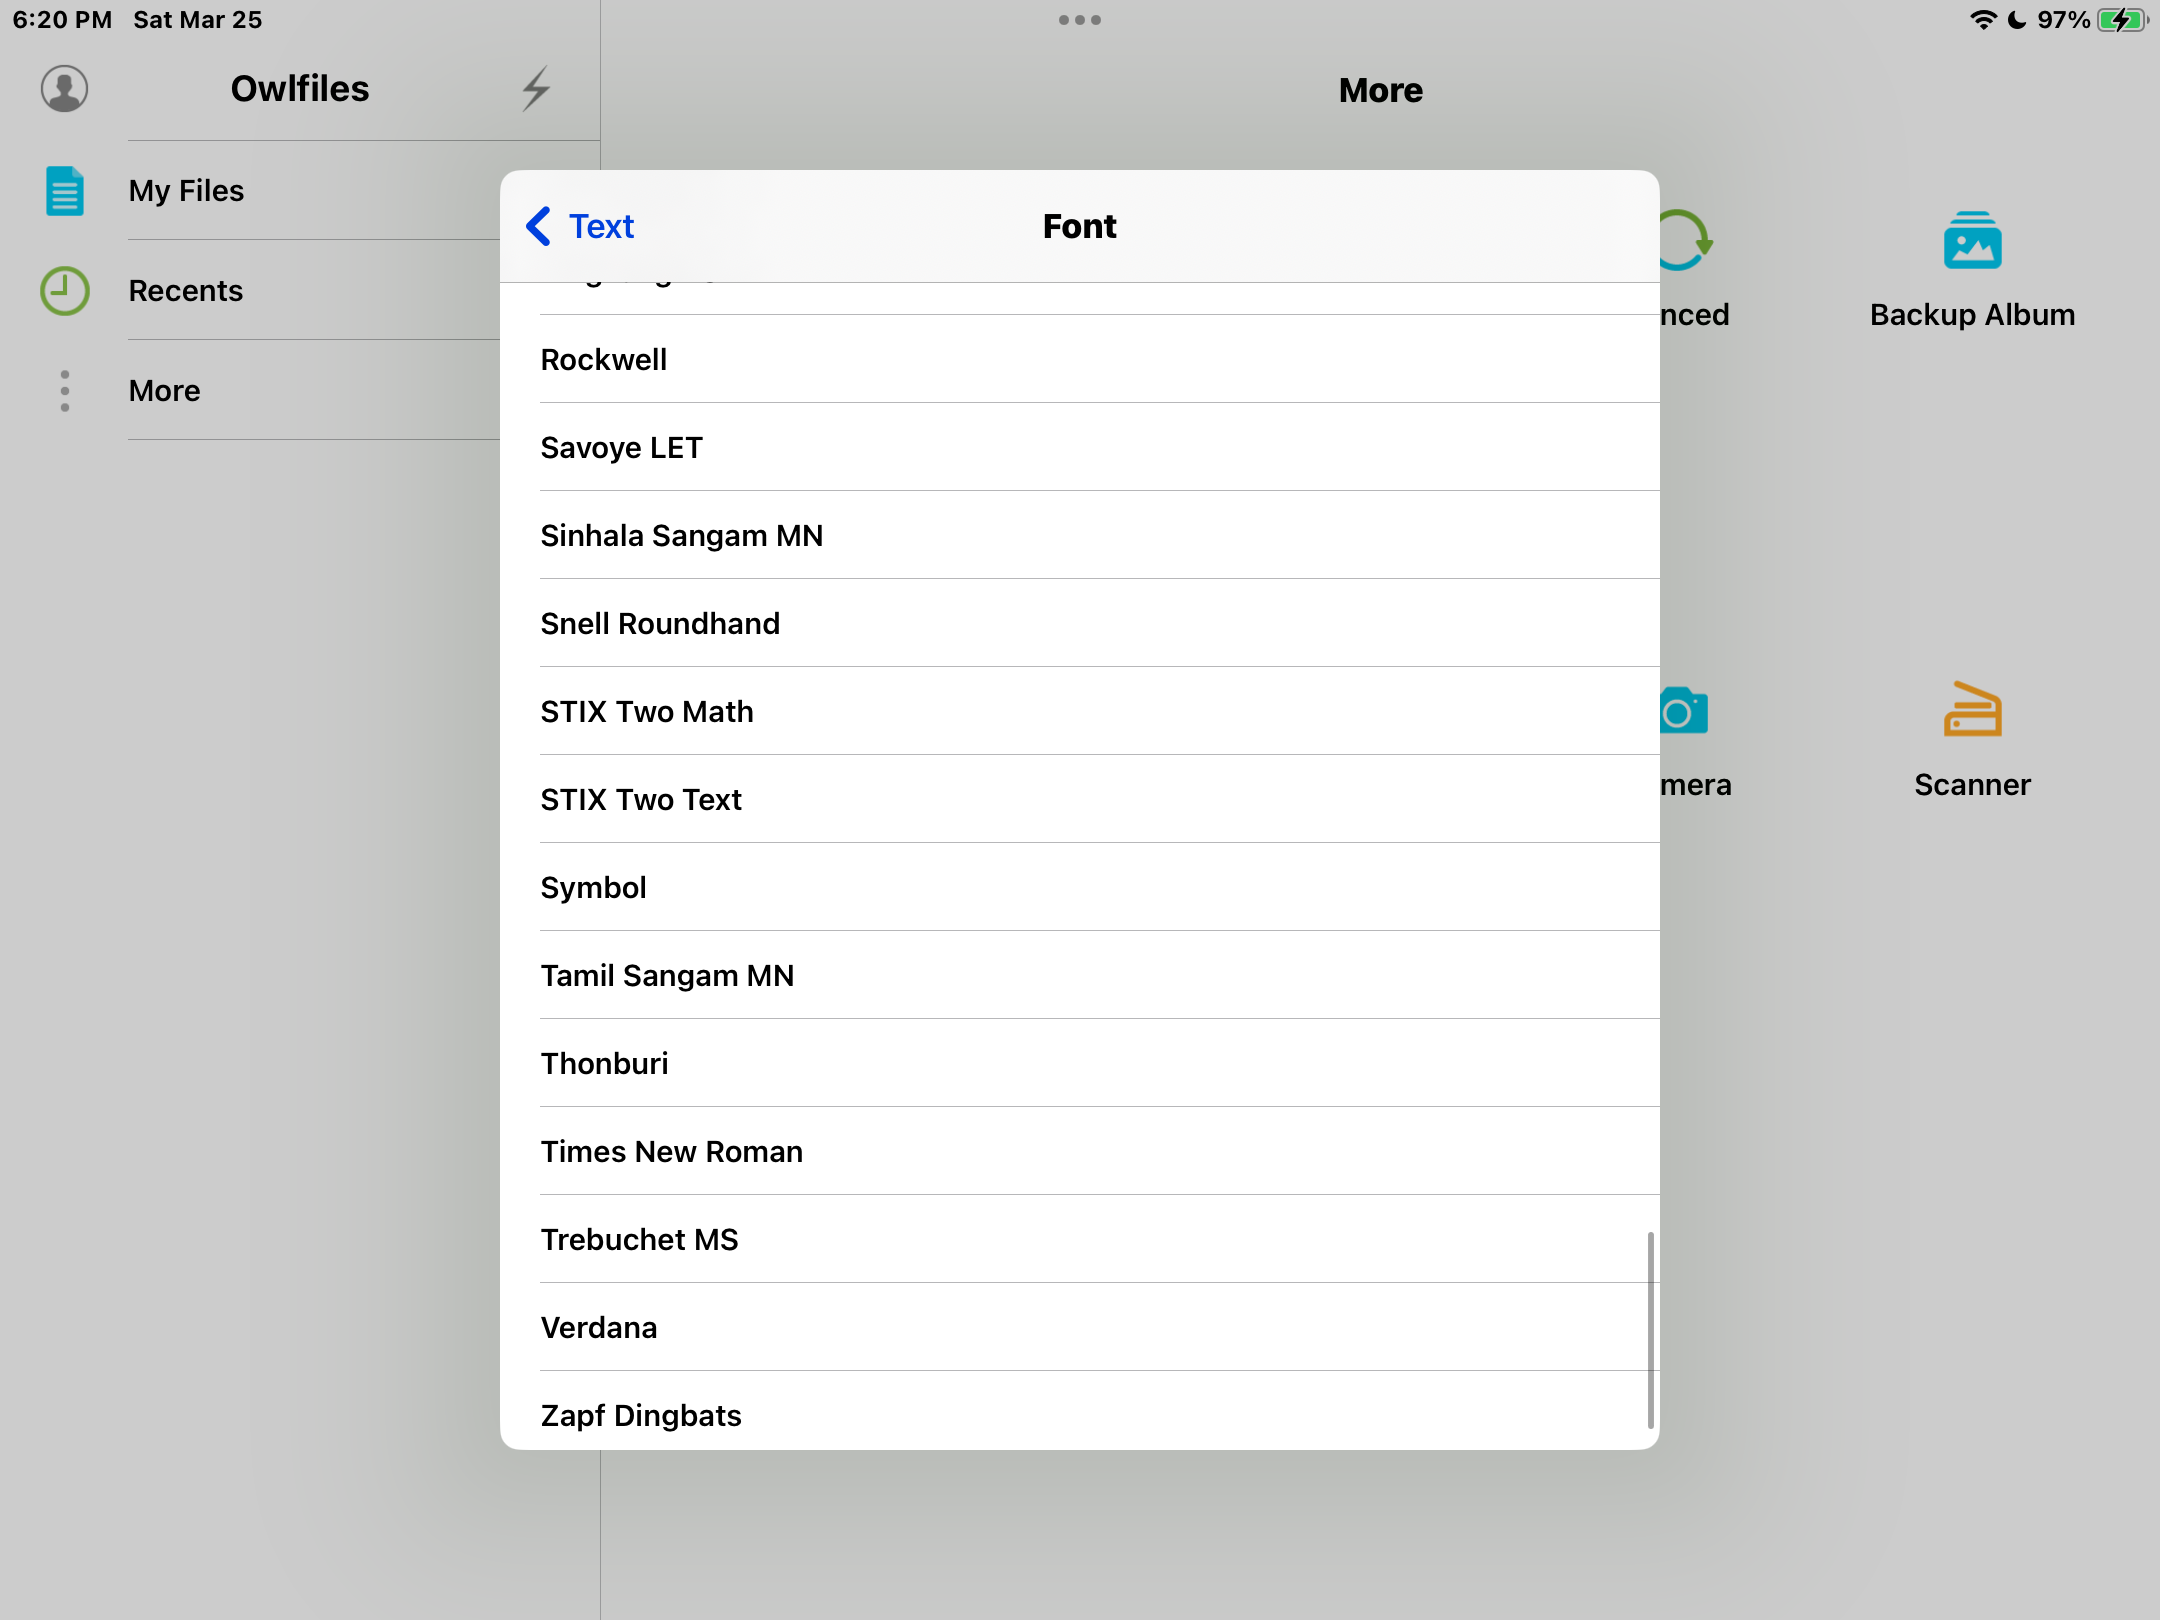 6:20 PM Sat Mar 25
97%
Owlfiles
My Files
Recents
More
More
nced
Backup Album
mera
Scanner
Text
Font
Rockwell
Savoye LET
Sinhala Sangam MN
Snell Roundhand
STIX Two Math
STIX Two Text
Symbol
Tamil Sangam MN
Thonburi
Times New Roman
Trebuchet MS
Verdana
Zapf Dingbats